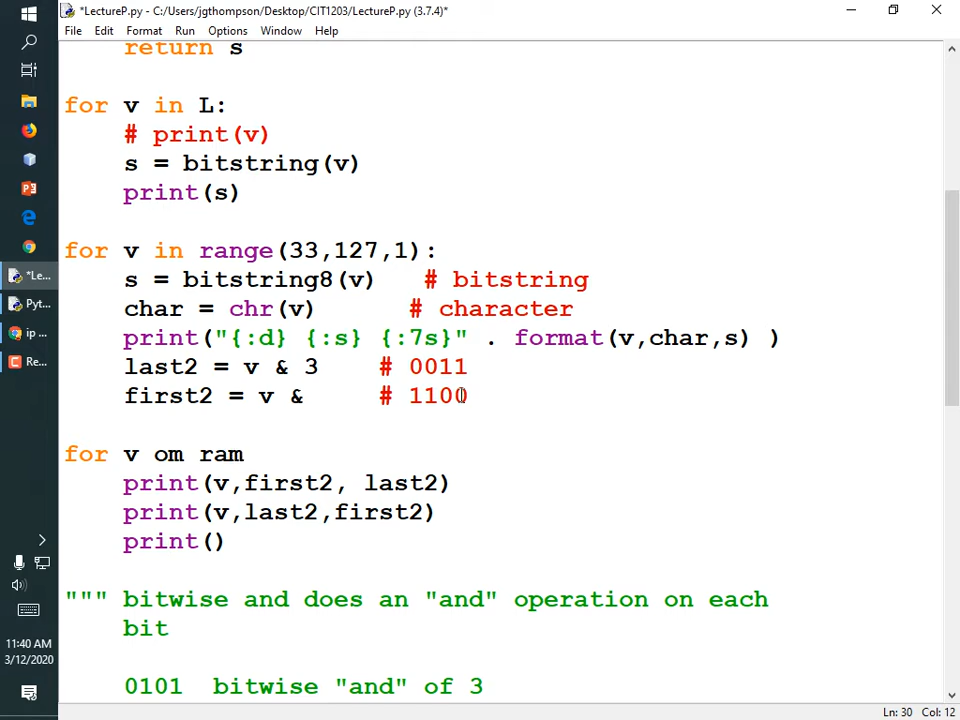 *LectureP.py - C:/Users/jgthompson/Desktop/CIT1203/LectureP.py (3.7.4)*
File Edit Format Run Options Window Help
return s
for v in L:
# print(v)
s = bitstring(v)
print(s)
for v in range(33,127,1):
s = bitstring8(v) # bitstring
char = chr(v) # character
print("{:d} {:s} {:7s}" . format(v,char,s) )
last2 = v & 3 # 0011
first2 = v & # 1100
for v om ram
print(v,first2, last2)
print(v,last2,first2)
print()
""" bitwise and does an "and" operation on each
bit
0101 bitwise "and" of 3
*Le...
Pyt...
ip ...
Re...
11:40 AM
3/12/2020
Ln: 30 Col: 12